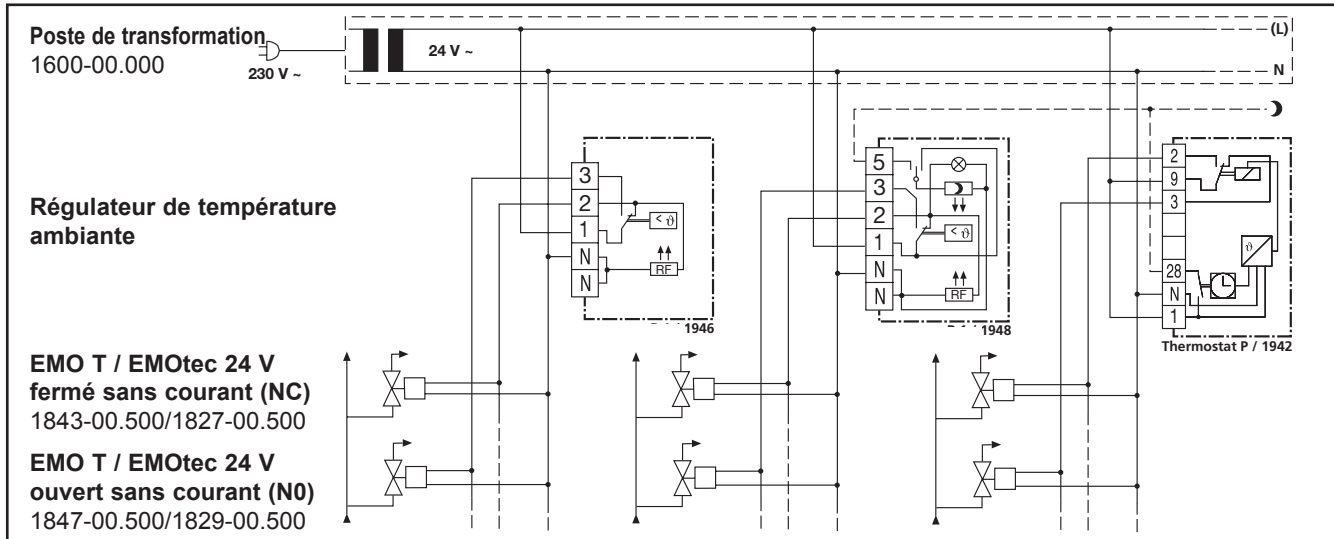 Poste de transformation
1600-00.000
230 V ~
24 V ~
(L)
N
Régulateur de température
ambiante
3
2
1
N
N
< ϑ
RF
1946
5
3
2
1
N
N
< ϑ
RF
1948
2
9
3
28
N
1
ϑ
Thermostat P / 1942
EMO T / EMOtec 24 V
fermé sans courant (NC)
1843-00.500/1827-00.500
EMO T / EMOtec 24 V
ouvert sans courant (N0)
1847-00.500/1829-00.500